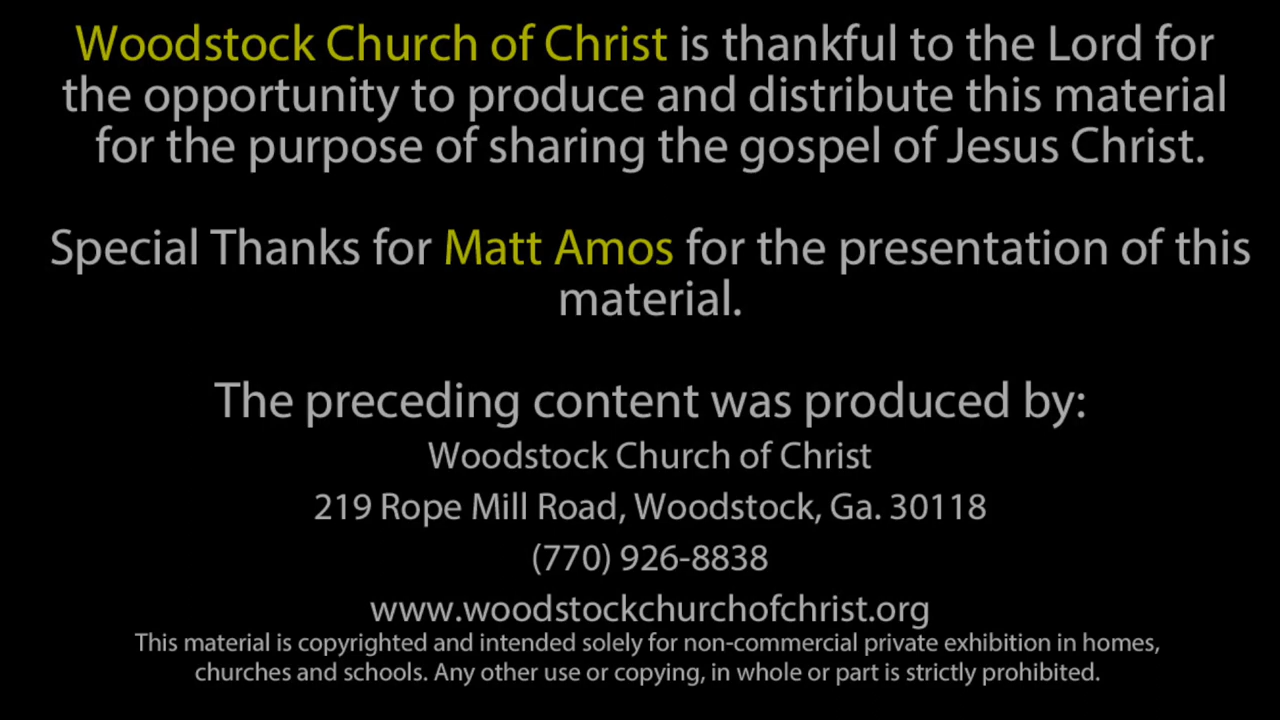 Woodstock Church of Christ is thankful to the Lord for
the opportunity to produce and distribute this material
for the purpose of sharing the gospel of Jesus Christ.
Special Thanks for Matt Amos for the presentation of this
material.
The preceding content was produced by:
Woodstock Church of Christ
219 Rope Mill Road, Woodstock, Ga. 30118
(770) 926-8838
www.woodstockchurchofchrist.org
This material is copyrighted and intended solely for non-commercial private exhibition in homes,
churches and schools. Any other use or copying, in whole or part is strictly prohibited.